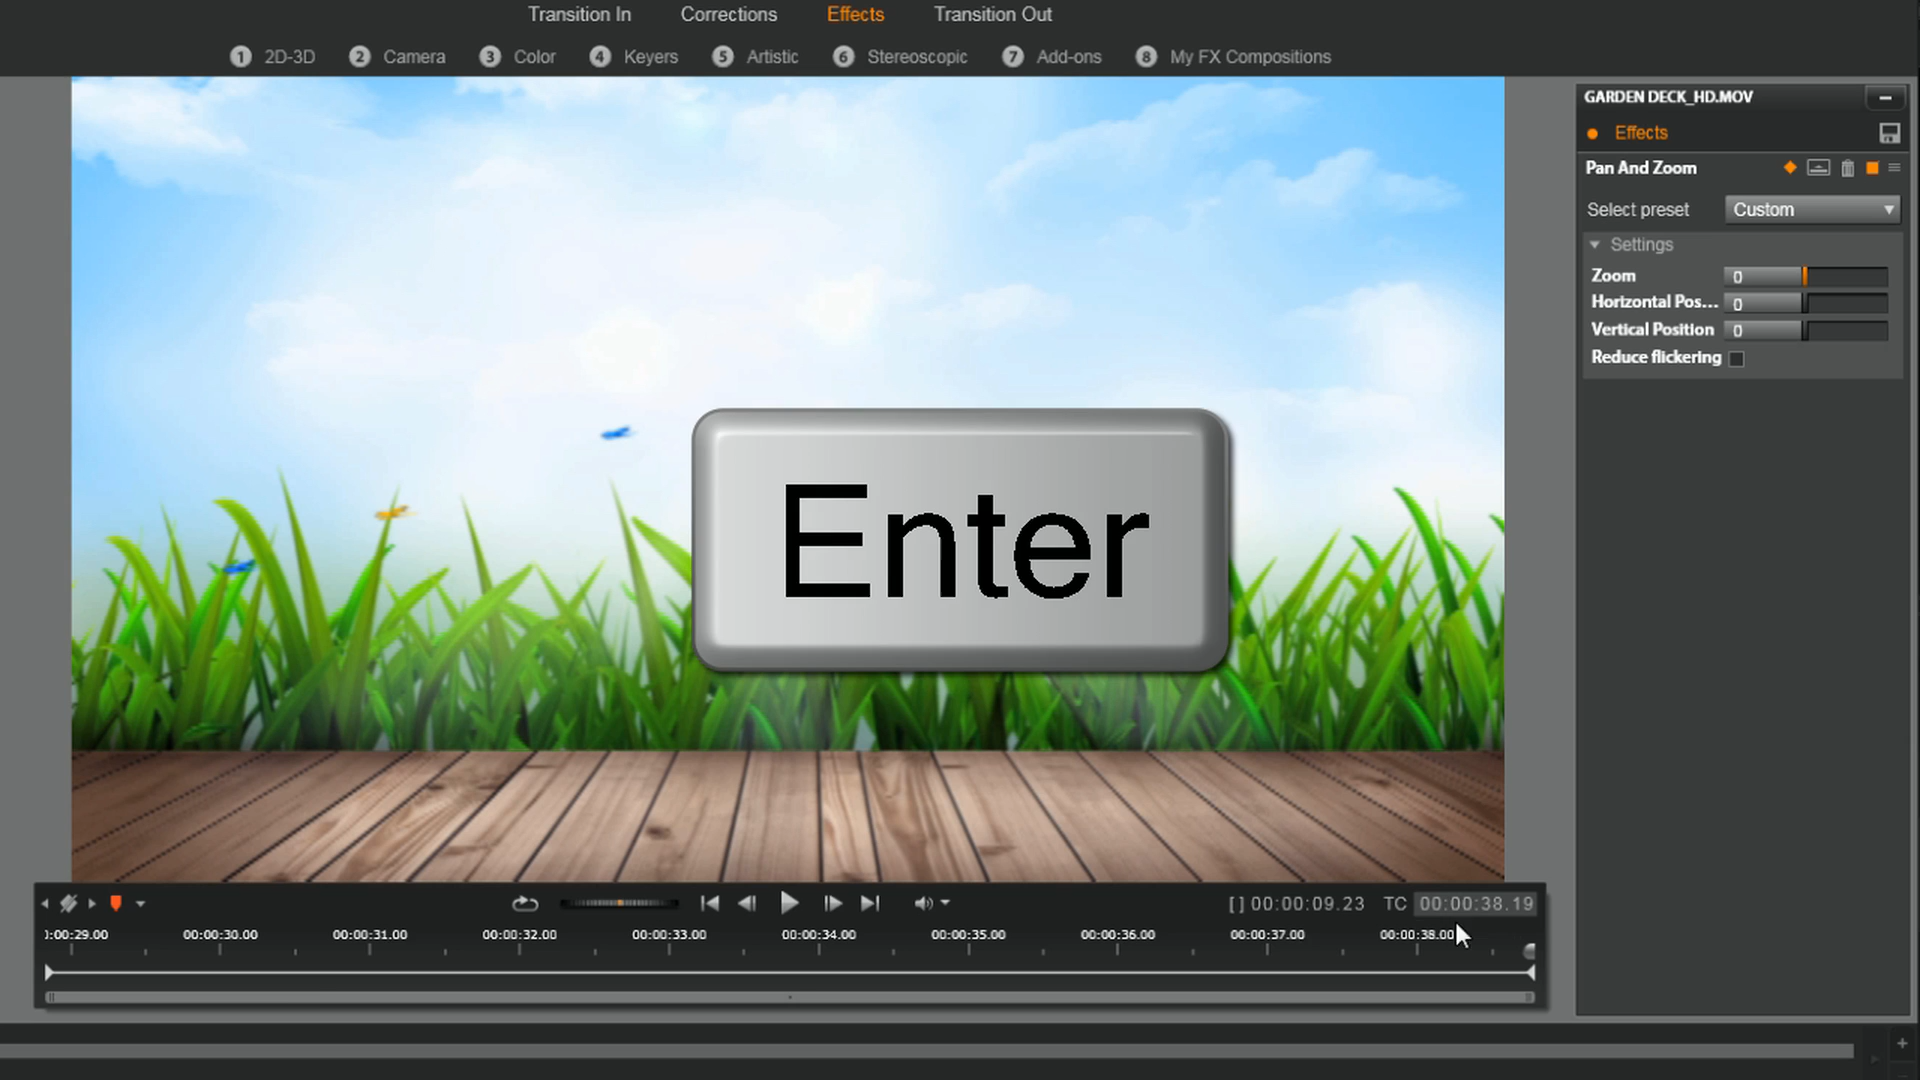 Transition In Corrections Effects Transition Out
1 2D-3D 2 Camera 3 Color 4 Keyers 5 Artistic 6 Stereoscopic 7 Add-ons 8 My FX Compositions
GARDEN DECK_HD.MOV
Effects
Pan And Zoom
Select preset Custom
Settings
Zoom 0
Horizontal Pos... 0
Vertical Position 0
Reduce flickering
Enter
[ ] 00:00:09.23 TC 00:00:38.19
):00:29.00 00:00:30.00 00:00:31.00 00:00:32.00 00:00:33.00 00:00:34.00 00:00:35.00 00:00:36.00 00:00:37.00 00:00:38.00